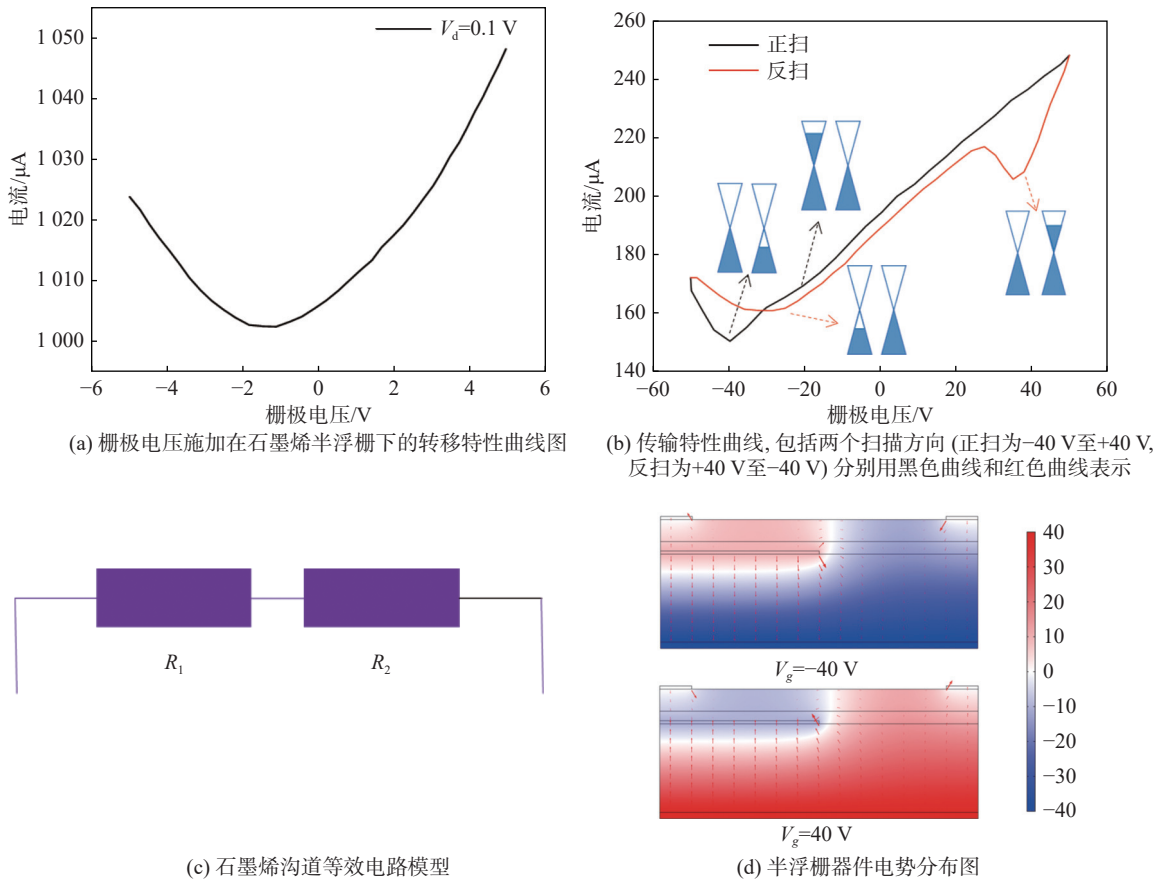 1 050
1 040
1 030
1 020
1 010
1 000
电流/μA
V_d=0.1 V
−6 −4 −2 0 2 4 6
栅极电压/V
(a) 栅极电压施加在石墨烯半浮栅下的转移特性曲线图
260
240
220
200
180
160
140
电流/μA
正扫
反扫
−60 −40 −20 0 20 40 60
栅极电压/V
(b) 传输特性曲线, 包括两个扫描方向 (正扫为−40 V至+40 V,
反扫为+40 V至−40 V) 分别用黑色曲线和红色曲线表示
R_1 R_2
(c) 石墨烯沟道等效电路模型
V_g=−40 V
V_g=40 V
40
30
20
10
0
−10
−20
−30
−40
(d) 半浮栅器件电势分布图